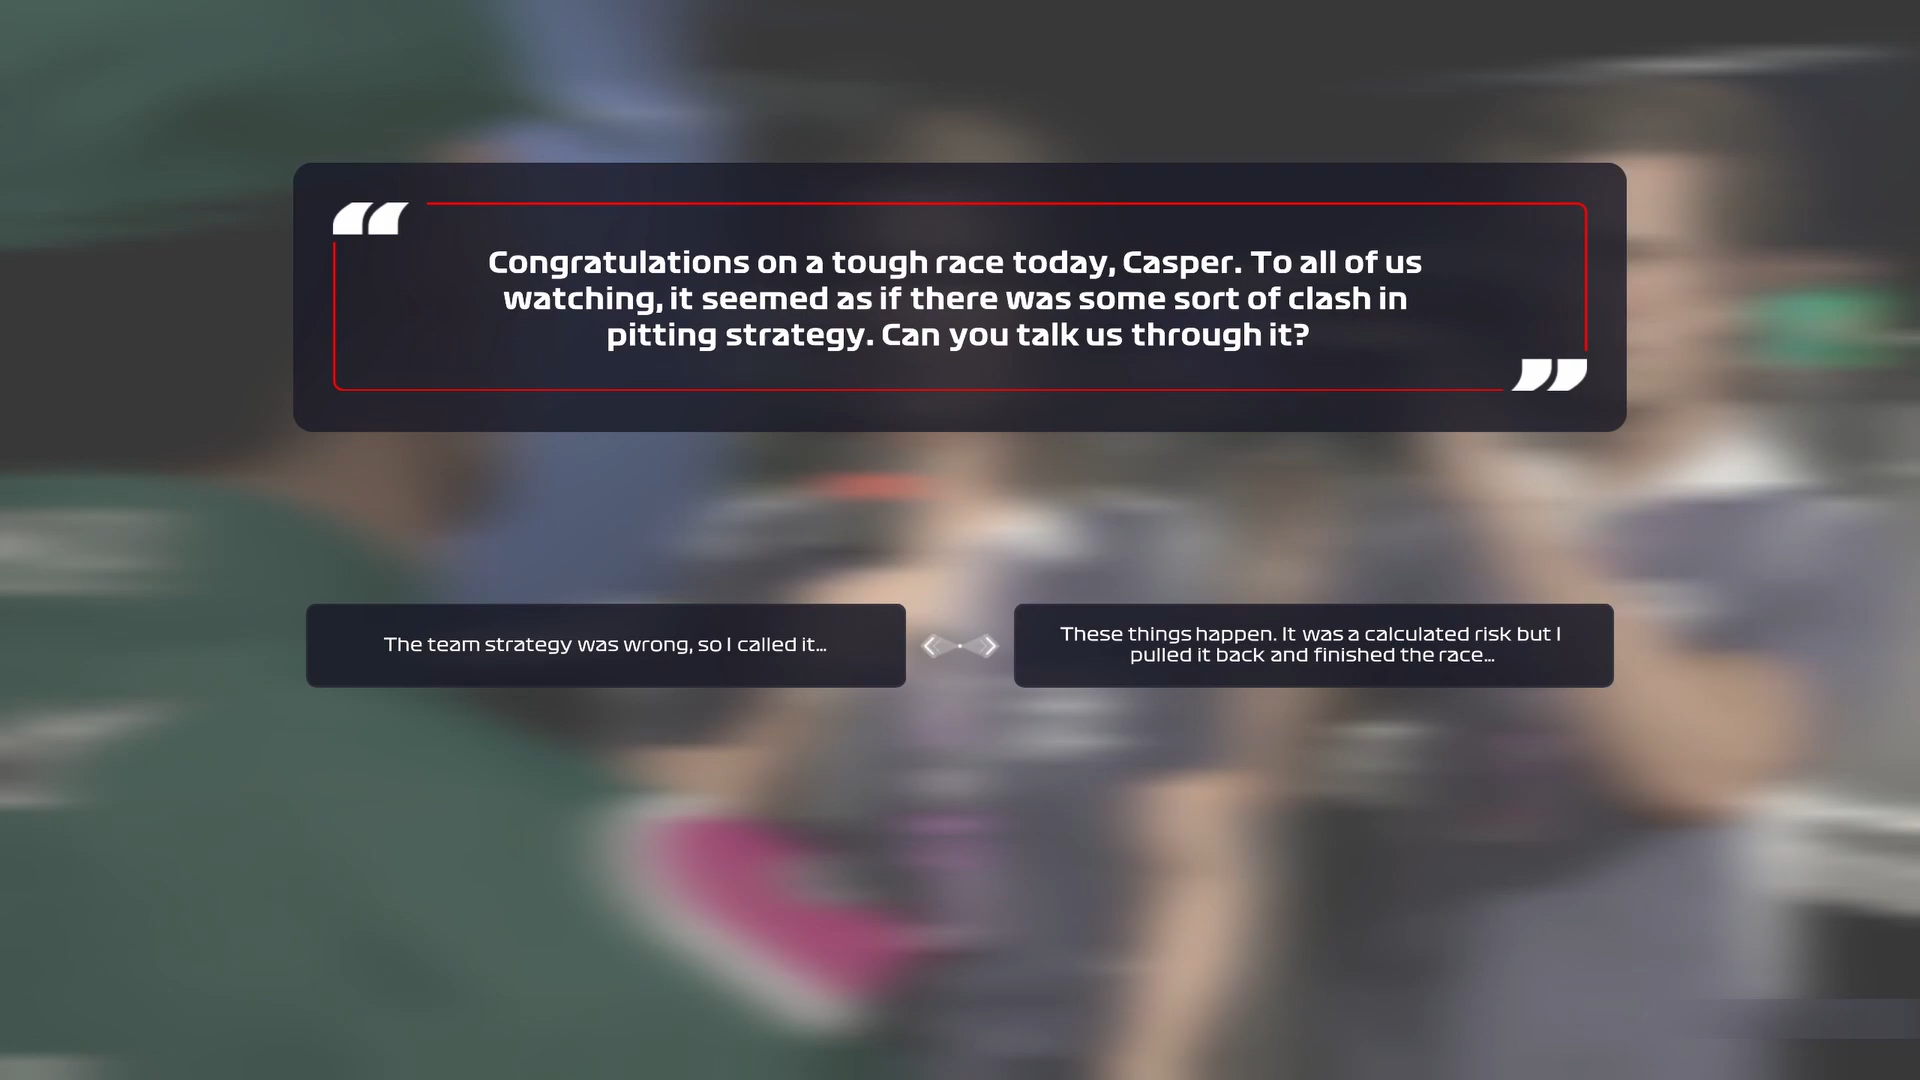 Congratulations on a tough race today, Casper. To all of us
watching, it seemed as if there was some sort of clash in
pitting strategy. Can you talk us through it?
The team strategy was wrong, so I called it...
These things happen. It was a calculated risk but I
pulled it back and finished the race...